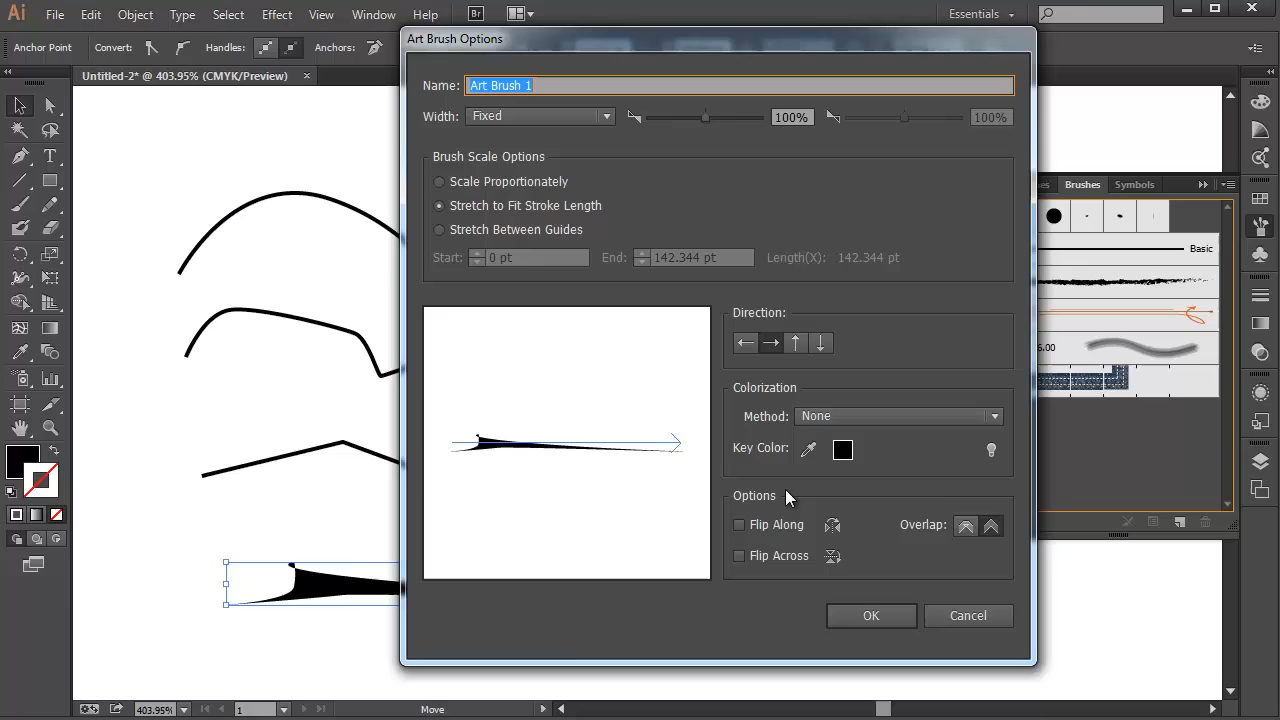 Ai File Edit Object Type Select Effect View Window Help Br Essentials
Art Brush Options
Anchor Point Convert: Handles: Anchors:
Untitled-2* @ 403.95% (CMYK/Preview) ×
Name: Art Brush 1
Width: Fixed 100% 100%
Brush Scale Options
Scale Proportionately
Stretch to Fit Stroke Length
Stretch Between Guides
Start: 0 pt End: 142.344 pt Length(X): 142.344 pt
Direction:
Colorization
Method: None
Key Color:
Options
Flip Along Overlap:
Flip Across
OK Cancel
Brushes Symbols
Basic
6.00
403.95% 1 Move